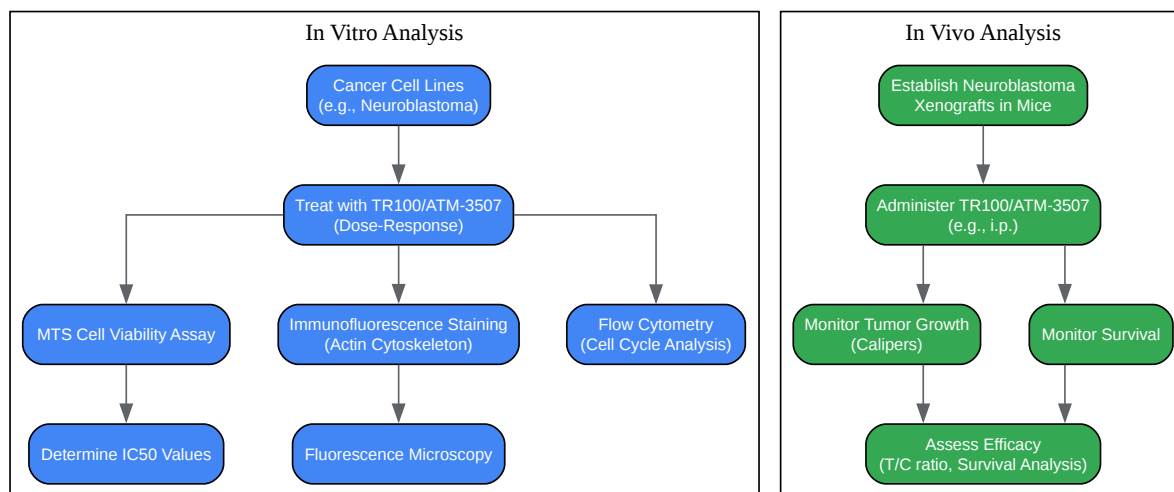 In Vitro Analysis
Cancer Cell Lines
(e.g., Neuroblastoma)
Treat with TR100/ATM-3507
(Dose-Response)
MTS Cell Viability Assay
Immunofluorescence Staining
(Actin Cytoskeleton)
Flow Cytometry
(Cell Cycle Analysis)
Determine IC50 Values
Fluorescence Microscopy
In Vivo Analysis
Establish Neuroblastoma
Xenografts in Mice
Administer TR100/ATM-3507
(e.g., i.p.)
Monitor Tumor Growth
(Calipers)
Monitor Survival
Assess Efficacy
(T/C ratio, Survival Analysis)